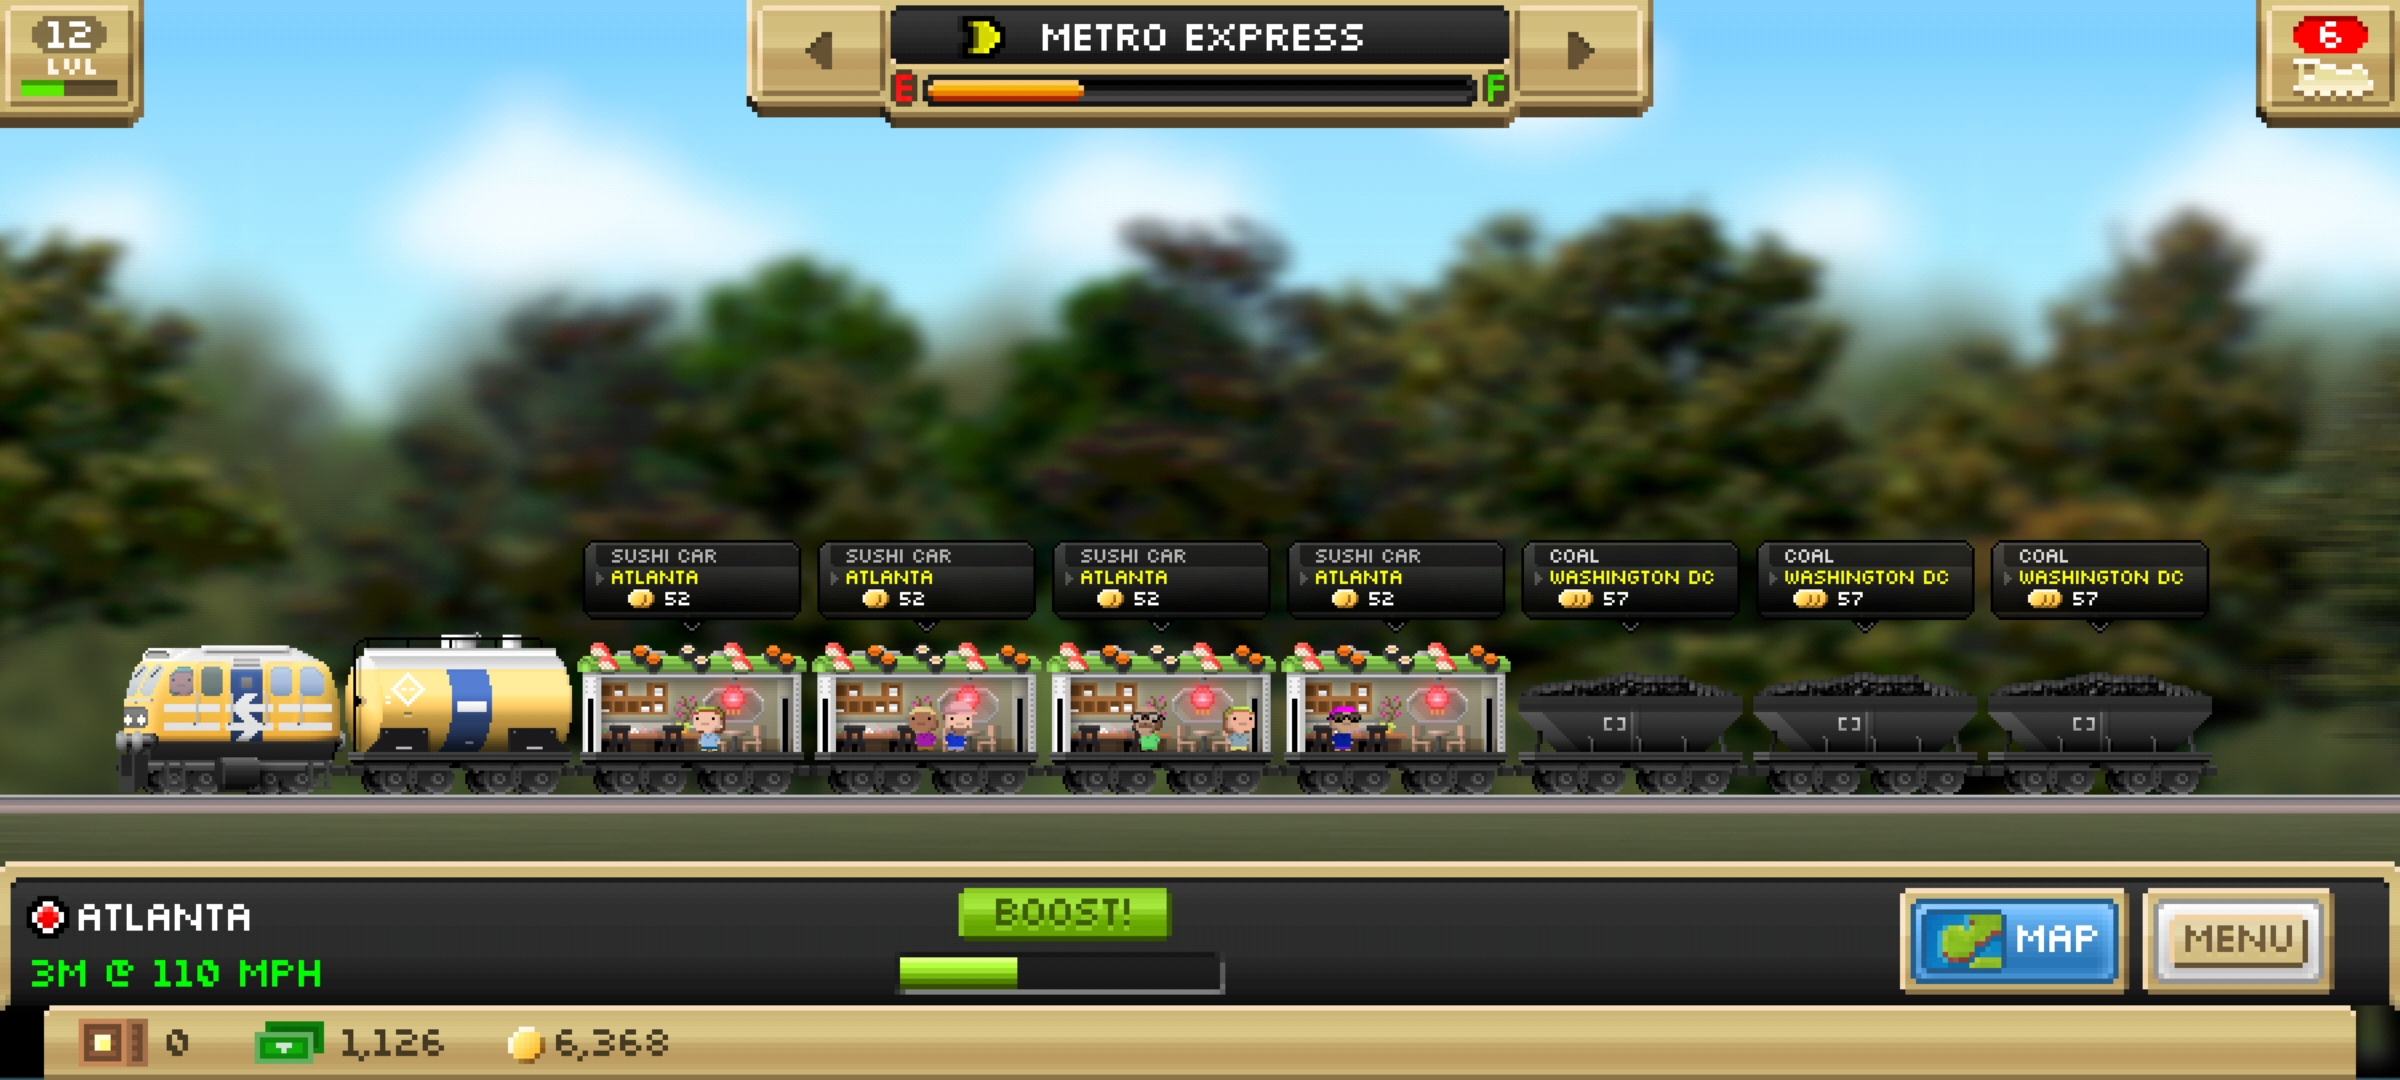 12
LVL
METRO EXPRESS
E F
6
SUSHI CAR
ATLANTA
52
SUSHI CAR
ATLANTA
52
SUSHI CAR
ATLANTA
52
SUSHI CAR
ATLANTA
52
COAL
WASHINGTON DC
57
COAL
WASHINGTON DC
57
COAL
WASHINGTON DC
57
ATLANTA
3M @ 110 MPH
BOOST!
MAP
MENU
0 1,126 6,368